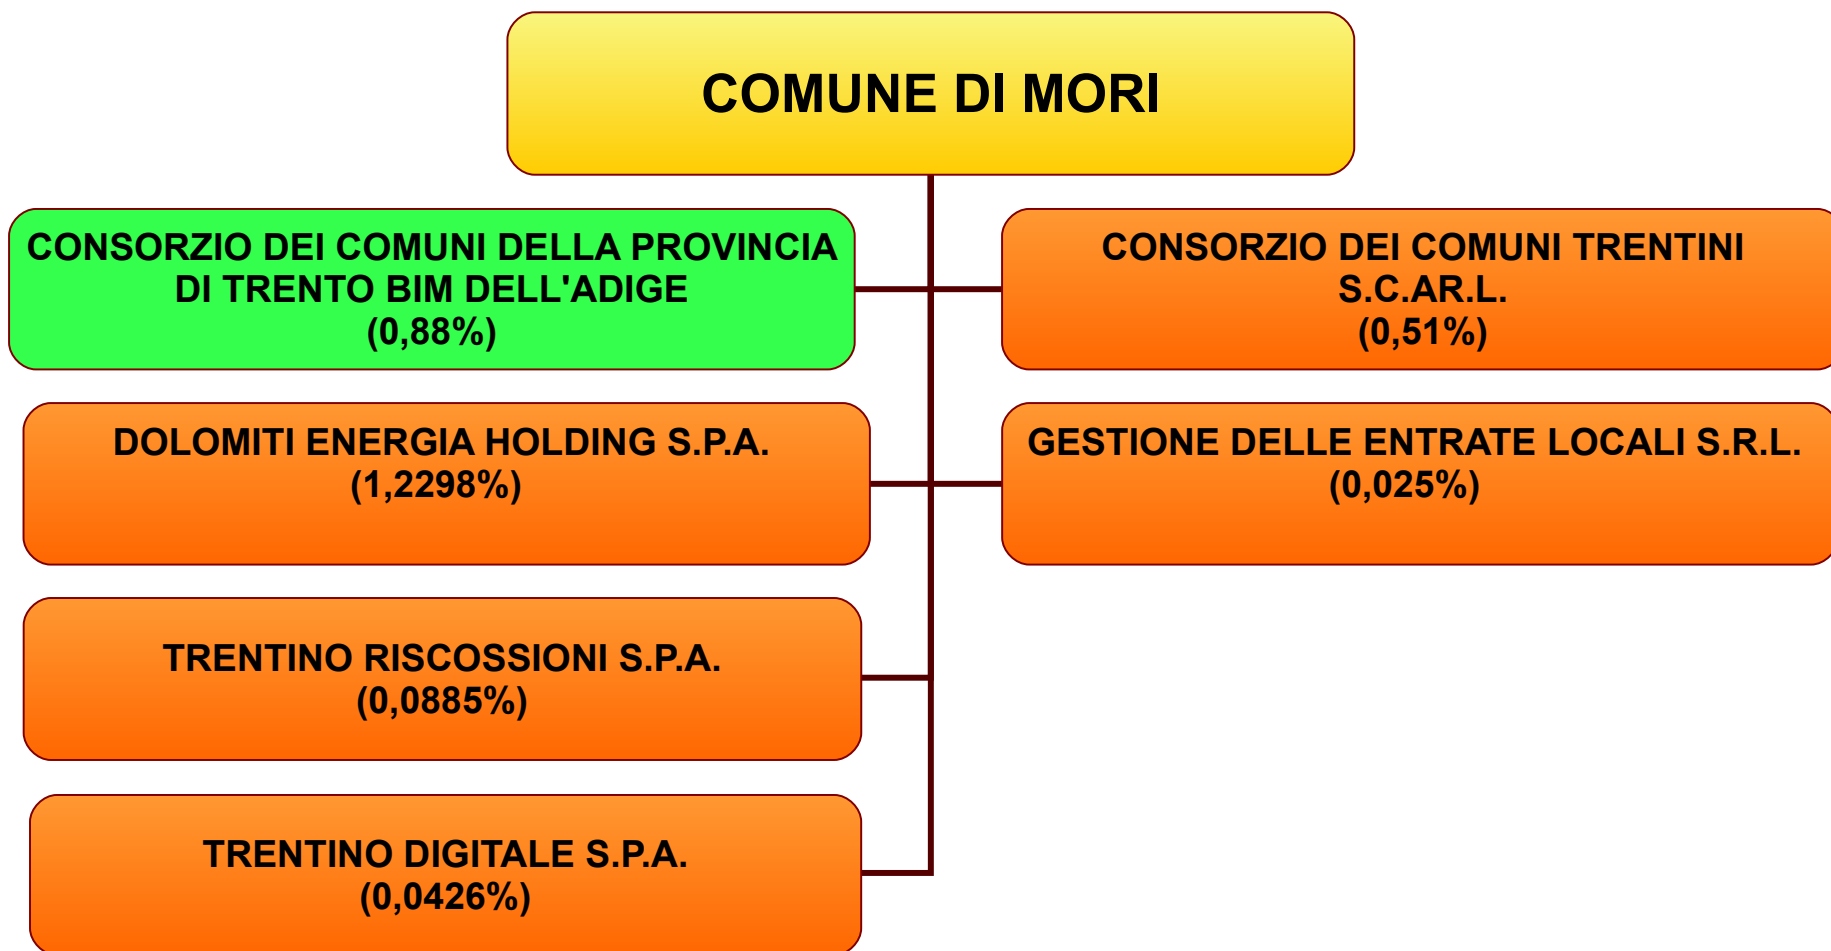 COMUNE DI MORI
CONSORZIO DEI COMUNI DELLA PROVINCIA
DI TRENTO BIM DELL'ADIGE
(0,88%)
CONSORZIO DEI COMUNI TRENTINI
S.C.AR.L.
(0,51%)
DOLOMITI ENERGIA HOLDING S.P.A.
(1,2298%)
GESTIONE DELLE ENTRATE LOCALI S.R.L.
(0,025%)
TRENTINO RISCOSSIONI S.P.A.
(0,0885%)
TRENTINO DIGITALE S.P.A.
(0,0426%)